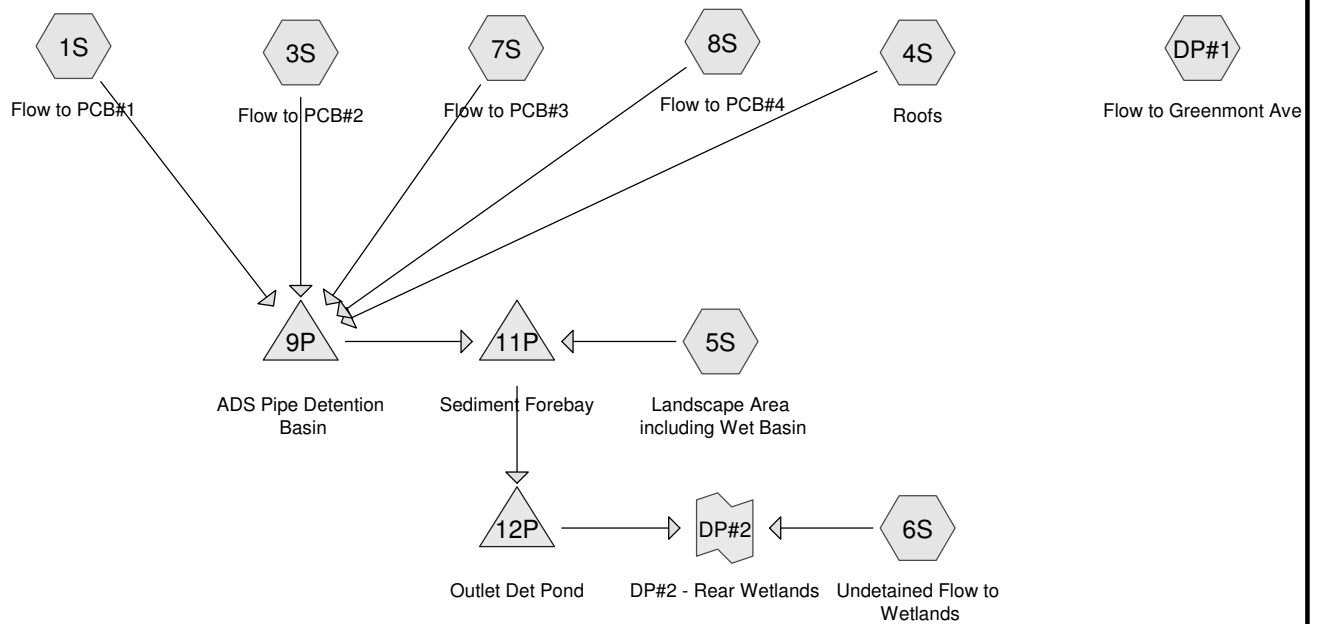 1S
3S
7S
8S
4S
DP#1
Flow to PCB#1
Flow to PCB#2
Flow to PCB#3
Flow to PCB#4
Roofs
Flow to Greenmont Ave
9P
11P
5S
ADS Pipe Detention
Basin
Sediment Forebay
Landscape Area
including Wet Basin
12P
DP#2
6S
Outlet Det Pond
DP#2 - Rear Wetlands
Undetained Flow to
Wetlands